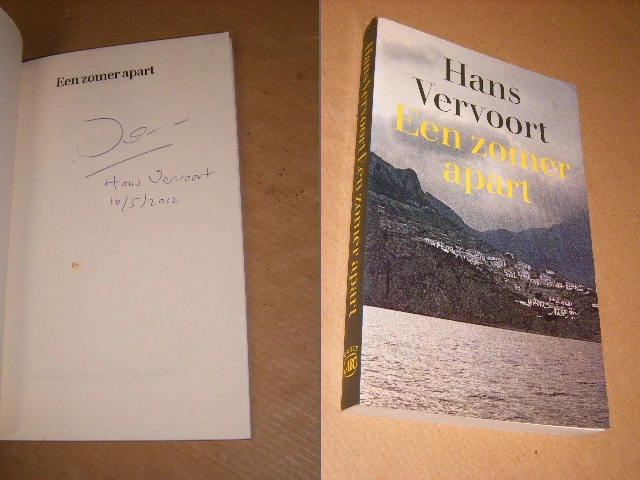 Een zomer apart
Hans Vervoort
10/5/2012
Hans
Vervoort
Een zomer
apart
Hans Vervoort Een zomer apart